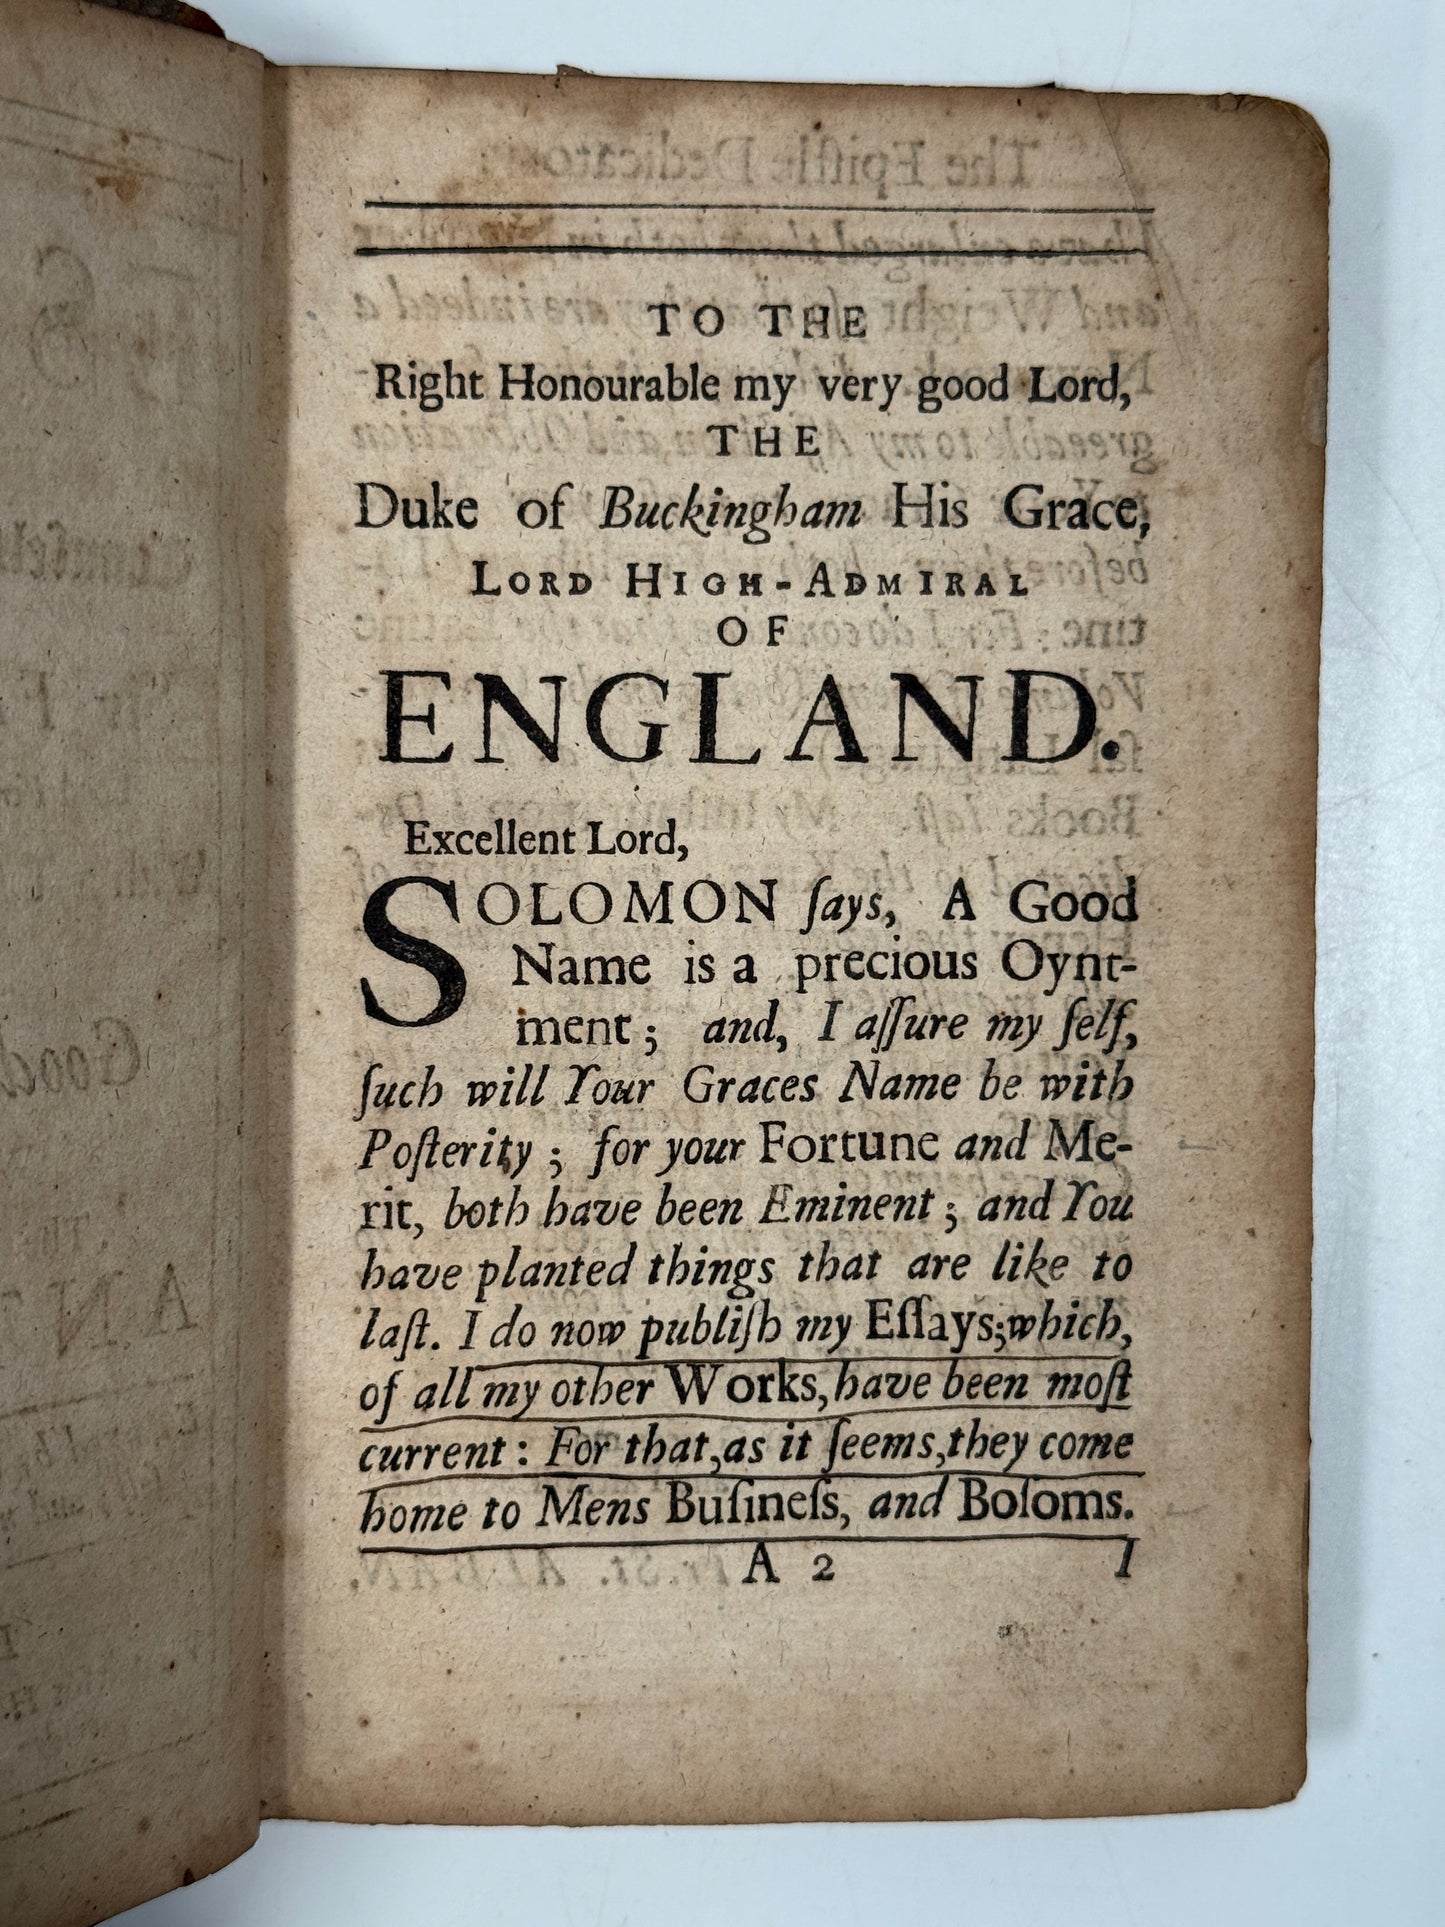 TO THE
Right Honourable my very good Lord,
THE
Duke of Buckingham His Grace,
LORD HIGH-ADMIRAL
OF
ENGLAND.
Excellent Lord,
SOLOMON ſays, A Good
Name is a precious Oynt-
ment; and, I aſſure my ſelf,
ſuch will Your Graces Name be with
Poſterity; for your Fortune and Me-
rit, both have been Eminent; and You
have planted things that are like to
laſt. I do now publiſh my Eſſays; which,
of all my other Works, have been moſt
current: For that, as it ſeems, they come
home to Mens Buſineſs, and Boſoms.
A 2 I